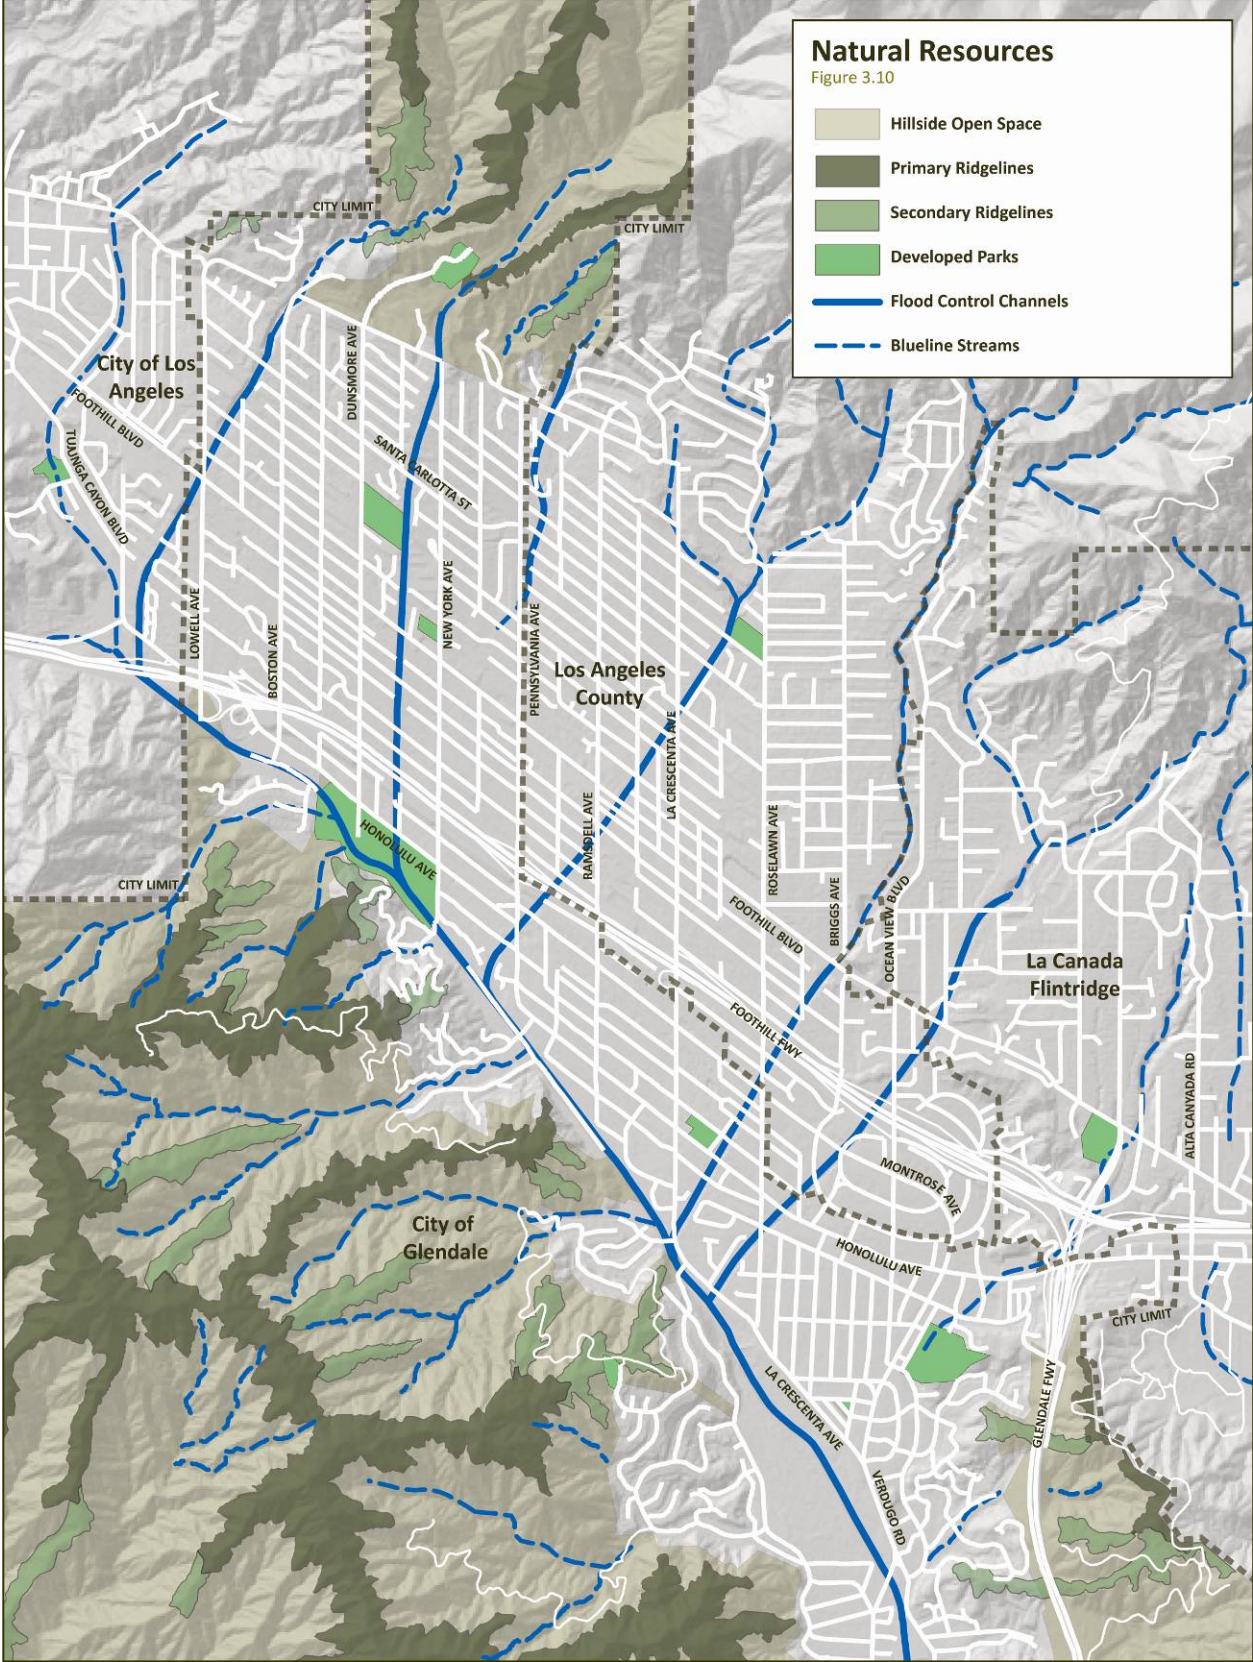 Natural Resources
Figure 3.10
Hillside Open Space
Primary Ridgelines
Secondary Ridgelines
Developed Parks
Flood Control Channels
Blueline Streams
CITY LIMIT
CITY LIMIT
City of Los
Angeles
DUNSMORE AVE
FOOTHILL BLVD
TUJUNGA CAYON BLVD
SANTA CARLOTTA ST
LOWELL AVE
BOSTON AVE
NEW YORK AVE
PENNSYLVANIA AVE
Los Angeles
County
LA CRESCENTA AVE
RAMSDELL AVE
ROSELAWN AVE
HONOLULU AVE
CITY LIMIT
BRIGGS AVE
OCEAN VIEW BLVD
FOOTHILL BLVD
La Canada
Flintridge
FOOTHILL FWY
ALTA CANYADA RD
MONTROSE AVE
City of
Glendale
HONOLULU AVE
CITY LIMIT
LA CRESCENTA AVE
GLENDALE FWY
VERDUGO RD